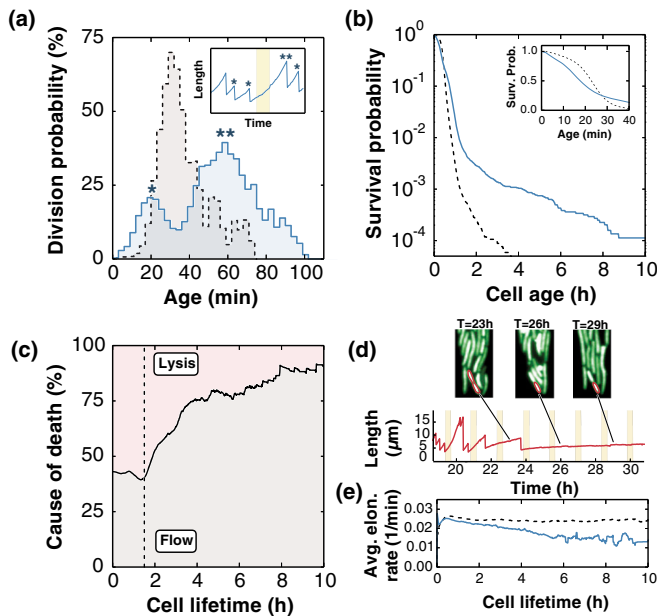 (a)
Division probability (%)
75
50
25
0
0 20 40 60 80 100
Age (min)
*
**
Length
* * ** *
Time
(b)
Survival probability
10^0
10^-1
10^-2
10^-3
10^-4
0 2 4 6 8 10
Cell age (h)
Surv. Prob.
1.0
0.5
0.0
0 10 20 30 40
Age (min)
(c)
Cause of death (%)
100
75
50
25
0
Lysis
Flow
0 2 4 6 8 10
Cell lifetime (h)
(d)
T=23h T=26h T=29h
Length
(μm)
15
10
5
20 22 24 26 28 30
Time (h)
(e)
Avg. elon.
rate (1/min)
0.03
0.02
0.01
0.00
0 2 4 6 8 10
Cell lifetime (h)